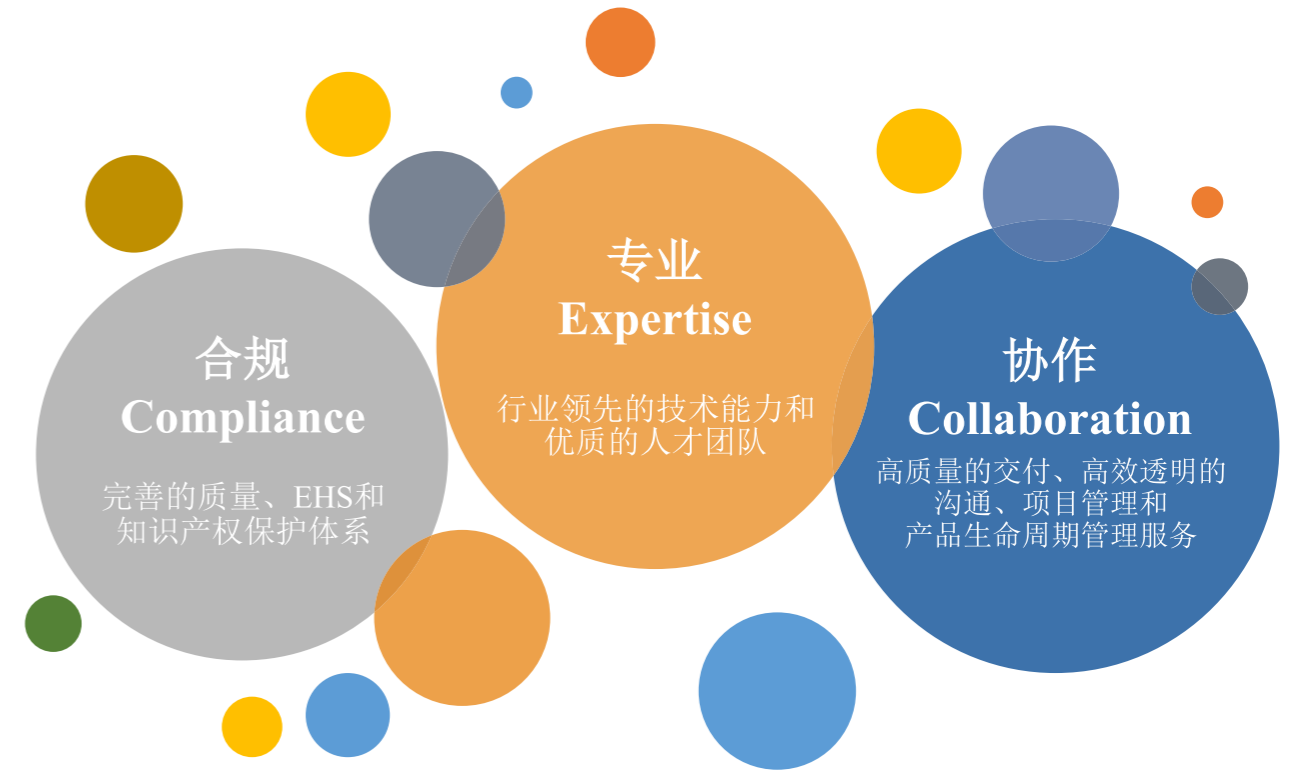 合规
Compliance
完善的质量、EHS和
知识产权保护体系
专业
Expertise
行业领先的技术能力和
优质的人才团队
协作
Collaboration
高质量的交付、高效透明的
沟通、项目管理和
产品生命周期管理服务